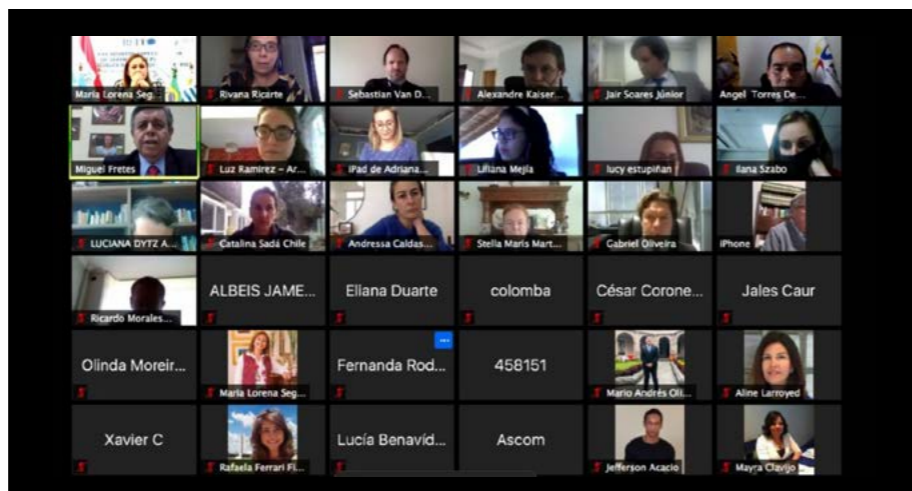 Maria Lorena Seg...
Rivana Ricarte
Sebastian Van D...
Alexandre Kaiser...
Jair Soares Júnior
Angel Torres De...
Miguel Fretes
Luz Ramirez - Ar...
iPad de Adriana...
Liliana Mejía
lucy estupiñan
Ilana Szabo
LUCIANA DYTZ A...
Catalina Sadá Chile
Andressa Caldas...
Stella Maris Mart...
Gabriel Oliveira
iPhone
Ricardo Morales...
ALBEIS JAME...
Eliana Duarte
colomba
César Corone...
Jales Caur
Olinda Moreir...
Maria Lorena Seg...
Fernanda Rod...
458151
Mario Andrés Oli...
Aline Larroyed
Xavier C
Rafaela Ferrari Fi...
Lucía Benavíd...
Ascom
Jefferson Acacio
Mayra Clavijo